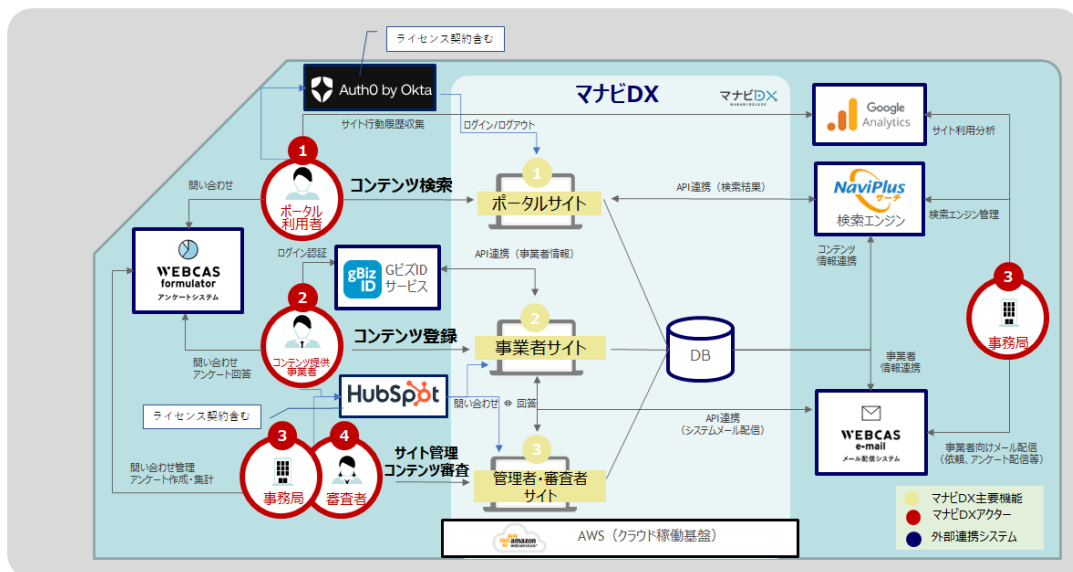 ライセンス契約含む
Auth0 by Okta
マナビDX
マナビDX
Google
Analytics
サイト行動履歴収集
ログイン/ログアウト
サイト利用分析
1
1
問い合わせ
コンテンツ検索
ポータルサイト
API連携（検索結果）
NaviPlus
サーチ
検索エンジン
ポータル
利用者
検索エンジン管理
WEBCAS
formulator
アンケートシステム
ログイン認証
gBiz
ID
GビズID
サービス
API連携（事業者情報）
コンテンツ
情報連携
3
事務局
2
2
コンテンツ登録
事業者サイト
DB
コンテンツ提供
事業者
問い合わせ
アンケート回答
事業者
情報連携
HubSpot
問い合わせ ⇔ 回答
ライセンス契約含む
API連携
（システムメール配信）
WEBCAS
e-mail
メール配信システム
3
4
3
サイト管理
コンテンツ審査
管理者・審査者
サイト
問い合わせ管理
アンケート作成・集計
事務局
審査者
事業者向けメール配信
（依頼、アンケート配信等）
マナビDX主要機能
マナビDXアクター
外部連携システム
amazon
webservices
AWS（クラウド稼働基盤）